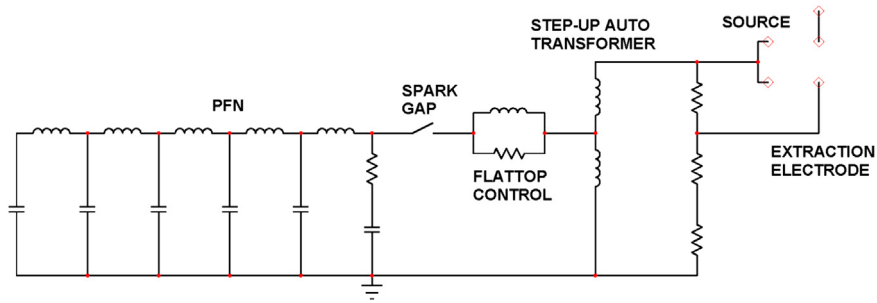 STEP-UP AUTO
TRANSFORMER
SOURCE
PFN
SPARK
GAP
FLATTOP
CONTROL
EXTRACTION
ELECTRODE